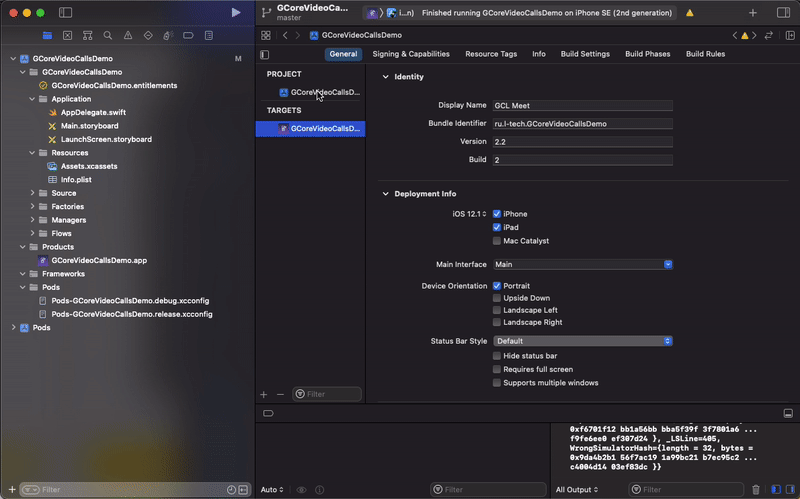 GCoreVideoCa...
master
i...n)
Finished running GCoreVideoCallsDemo on iPhone SE (2nd generation)
GCoreVideoCallsDemo
General
Signing & Capabilities
Resource Tags
Info
Build Settings
Build Phases
Build Rules
GCoreVideoCallsDemo
M
GCoreVideoCallsDemo
GCoreVideoCallsDemo.entitlements
Application
AppDelegate.swift
Main.storyboard
LaunchScreen.storyboard
Resources
Assets.xcassets
Info.plist
Source
Factories
Managers
Flows
Products
GCoreVideoCallsDemo.app
Frameworks
Pods
Pods-GCoreVideoCallsDemo.debug.xcconfig
Pods-GCoreVideoCallsDemo.release.xcconfig
Pods
Filter
PROJECT
GCoreVideoCallsD...
TARGETS
GCoreVideoCallsD...
Filter
Identity
Display Name
GCL Meet
Bundle Identifier
ru.l-tech.GCoreVideoCallsDemo
Version
2.2
Build
2
Deployment Info
iOS 12.1
iPhone
iPad
Mac Catalyst
Main Interface
Main
Device Orientation
Portrait
Upside Down
Landscape Left
Landscape Right
Status Bar Style
Default
Hide status bar
Requires full screen
Supports multiple windows
0xf6701f12 bb1a56bb bba5f39f 3f7801a6 ...
f9fe6ee0 ef307d24 }, _LSLine=405,
WrongSimulatorHash={length = 32, bytes =
0x9da4b2b1 56f7ac19 1a99bc21 b7ec95c2 ...
c4004d14 03ef83dc }}
Auto
Filter
All Output
Filter